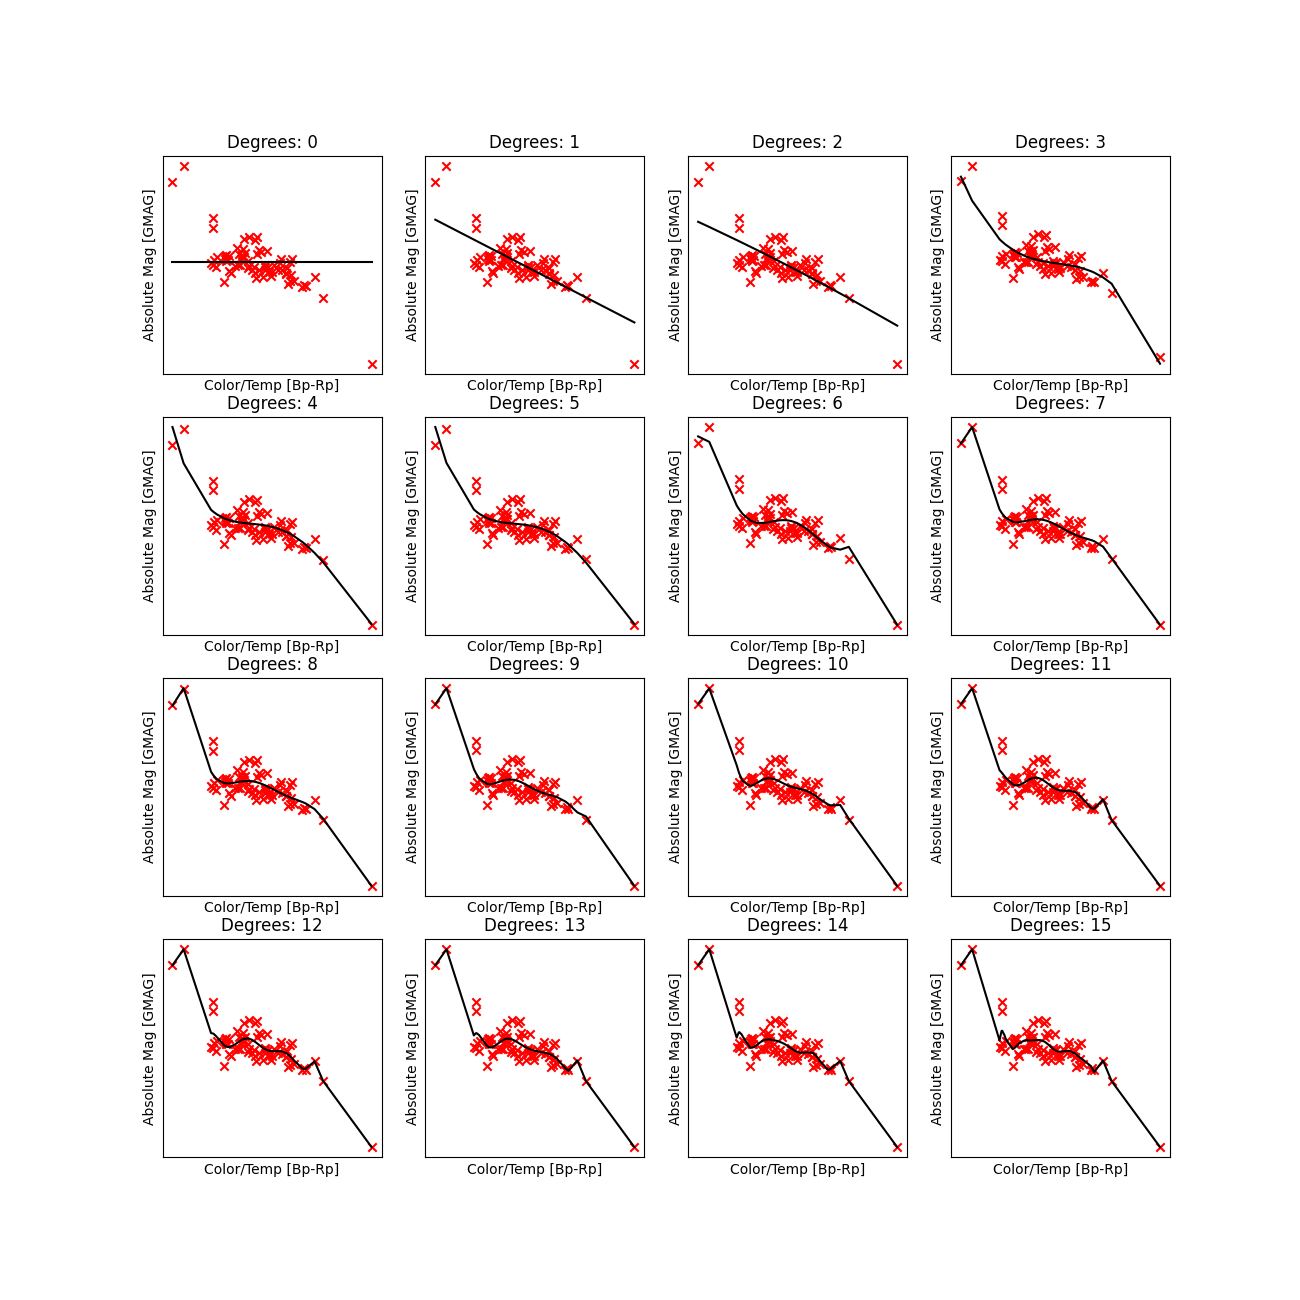 Degrees: 0
Absolute Mag [GMAG]
Color/Temp [Bp-Rp]
Degrees: 1
Absolute Mag [GMAG]
Color/Temp [Bp-Rp]
Degrees: 2
Absolute Mag [GMAG]
Color/Temp [Bp-Rp]
Degrees: 3
Absolute Mag [GMAG]
Color/Temp [Bp-Rp]
Degrees: 4
Absolute Mag [GMAG]
Color/Temp [Bp-Rp]
Degrees: 5
Absolute Mag [GMAG]
Color/Temp [Bp-Rp]
Degrees: 6
Absolute Mag [GMAG]
Color/Temp [Bp-Rp]
Degrees: 7
Absolute Mag [GMAG]
Color/Temp [Bp-Rp]
Degrees: 8
Absolute Mag [GMAG]
Color/Temp [Bp-Rp]
Degrees: 9
Absolute Mag [GMAG]
Color/Temp [Bp-Rp]
Degrees: 10
Absolute Mag [GMAG]
Color/Temp [Bp-Rp]
Degrees: 11
Absolute Mag [GMAG]
Color/Temp [Bp-Rp]
Degrees: 12
Absolute Mag [GMAG]
Color/Temp [Bp-Rp]
Degrees: 13
Absolute Mag [GMAG]
Color/Temp [Bp-Rp]
Degrees: 14
Absolute Mag [GMAG]
Color/Temp [Bp-Rp]
Degrees: 15
Absolute Mag [GMAG]
Color/Temp [Bp-Rp]